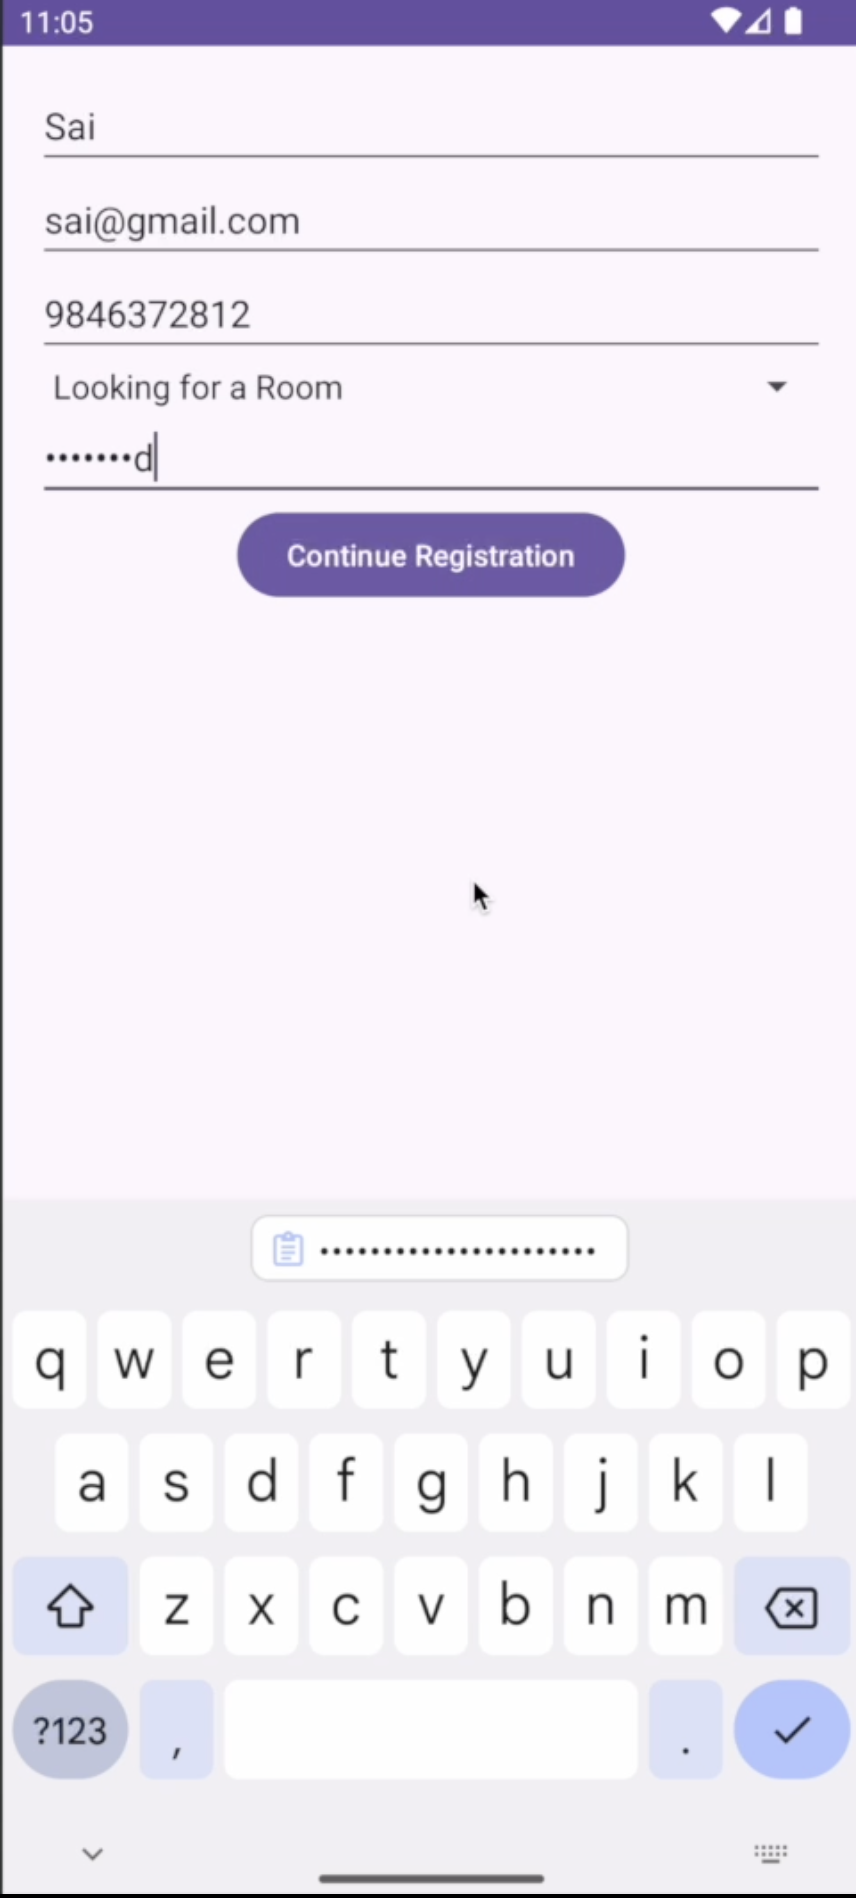 11:05
Sai
sai@gmail.com
9846372812
Looking for a Room
•••••••d
Continue Registration
••••••••••••••••••••••
q w e r t y u i o p
a s d f g h j k l
z x c v b n m
?123 , .